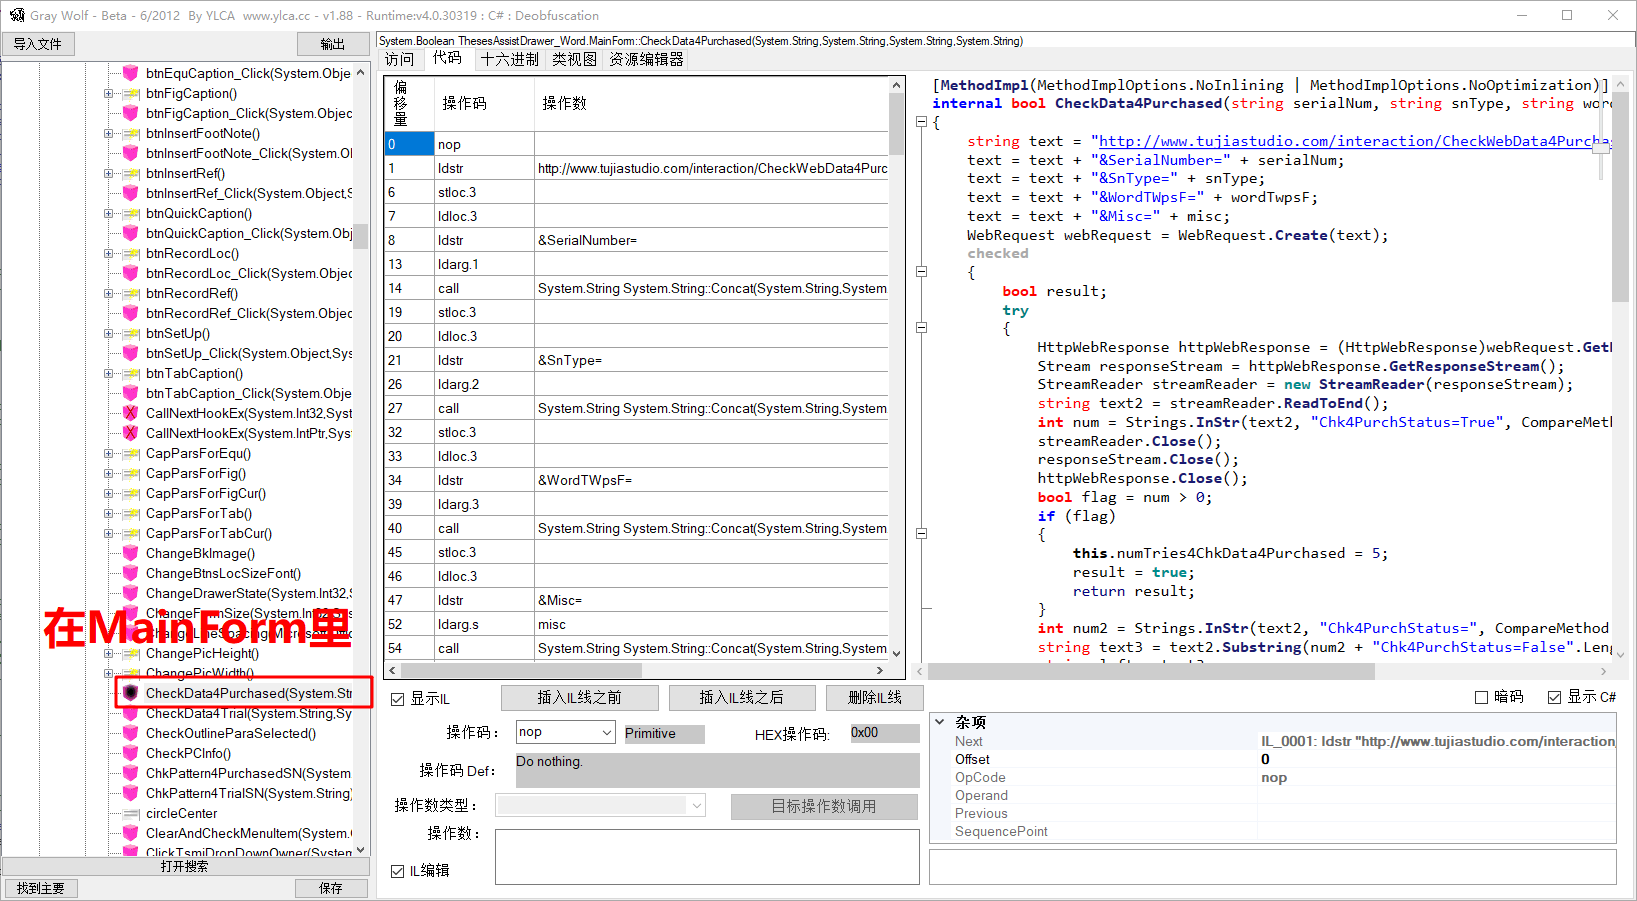 Gray Wolf - Beta - 6/2012 By YLCA www.ylca.cc - v1.88 - Runtime:v4.0.30319 : C# : Deobfuscation
导入文件
输出
btnEquCaption_Click(System.Obje
btnFigCaption()
btnFigCaption_Click(System.Objec
btnInsertFootNote()
btnInsertFootNote_Click(System.Ol
btnInsertRef()
btnInsertRef_Click(System.Object,S
btnQuickCaption()
btnQuickCaption_Click(System.Obj
btnRecordLoc()
btnRecordLoc_Click(System.Objec
btnRecordRef()
btnRecordRef_Click(System.Objec
btnSetUp()
btnSetUp_Click(System.Object,Sys
btnTabCaption()
btnTabCaption_Click(System.Obje
CallNextHookEx(System.Int32,Syst
CallNextHookEx(System.IntPtr,Sys
CapParsForEqu()
CapParsForFig()
CapParsForFigCur()
CapParsForTab()
CapParsForTabCur()
ChangeBkImage()
ChangeBtnsLocSizeFont()
ChangeDrawerState(System.Int32,S
在MainForm里
ChangePicHeight()
ChangePicWidth()
CheckData4Purchased(System.Str
CheckData4Trial(System.String,Sy
CheckOutlineParaSelected()
CheckPCInfo()
ChkPattern4PurchasedSN(System
ChkPattern4TrialSN(System.String)
circleCenter
ClearAndCheckMenuItem(System.(
ClickTsmiDropDownOwner(System
打开搜索
找到主要
保存
System.Boolean ThesesAssistDrawer_Word.MainForm::CheckData4Purchased(System.String,System.String,System.String,System.String)
访问 代码 十六进制 类视图 资源编辑器
偏移量 操作码 操作数
0 nop
1 ldstr http://www.tujiastudio.com/interaction/CheckWebData4Purc
6 stloc.3
7 ldloc.3
8 ldstr &SerialNumber=
13 ldarg.1
14 call System.String System.String::Concat(System.String,System
19 stloc.3
20 ldloc.3
21 ldstr &SnType=
26 ldarg.2
27 call System.String System.String::Concat(System.String,System
32 stloc.3
33 ldloc.3
34 ldstr &WordTWpsF=
39 ldarg.3
40 call System.String System.String::Concat(System.String,System
45 stloc.3
46 ldloc.3
47 ldstr &Misc=
52 ldarg.s misc
54 call System.String System.String::Concat(System.String,System
[MethodImpl(MethodImplOptions.NoInlining | MethodImplOptions.NoOptimization)]
internal bool CheckData4Purchased(string serialNum, string snType, string wor
{
string text = "http://www.tujiastudio.com/interaction/CheckWebData4Purcha
text = text + "&SerialNumber=" + serialNum;
text = text + "&SnType=" + snType;
text = text + "&WordTWpsF=" + wordTwpsF;
text = text + "&Misc=" + misc;
WebRequest webRequest = WebRequest.Create(text);
checked
{
bool result;
try
{
HttpWebResponse httpWebResponse = (HttpWebResponse)webRequest.GetR
Stream responseStream = httpWebResponse.GetResponseStream();
StreamReader streamReader = new StreamReader(responseStream);
string text2 = streamReader.ReadToEnd();
int num = Strings.InStr(text2, "Chk4PurchStatus=True", CompareMeth
streamReader.Close();
responseStream.Close();
httpWebResponse.Close();
bool flag = num > 0;
if (flag)
{
this.numTries4ChkData4Purchased = 5;
result = true;
return result;
}
int num2 = Strings.InStr(text2, "Chk4PurchStatus=", CompareMethod
string text3 = text2.Substring(num2 + "Chk4PurchStatus=False".Leng
显示IL
插入IL线之前
插入IL线之后
删除IL线
暗码
显示 C#
操作码：
nop
Primitive
HEX操作码:
0x00
操作码 Def：
Do nothing.
操作数类型：
目标操作数调用
操作数：
IL编辑
杂项
Next IL_0001: ldstr "http://www.tujiastudio.com/interaction
Offset 0
OpCode nop
Operand
Previous
SequencePoint